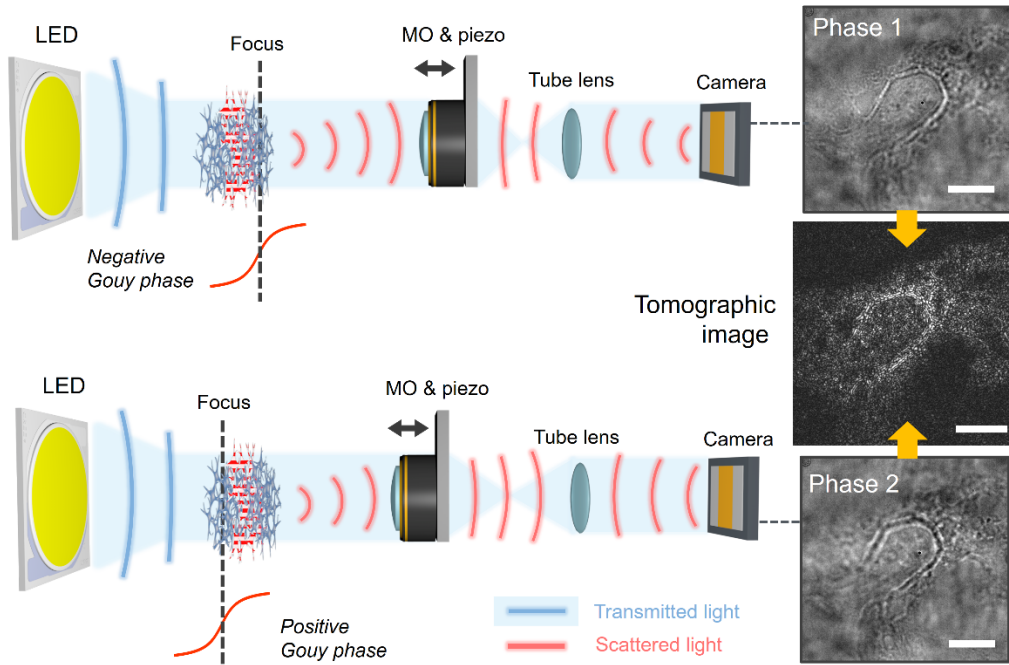 LED
Focus
MO & piezo
Tube lens
Camera
Phase 1
Negative
Gouy phase
Tomographic
image
LED
Focus
MO & piezo
Tube lens
Camera
Phase 2
Positive
Gouy phase
Transmitted light
Scattered light